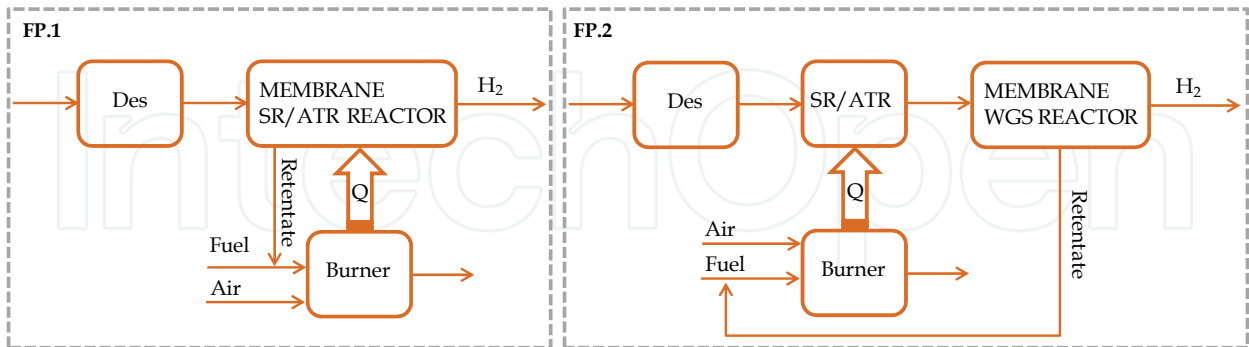 FP.1
Des
MEMBRANE
SR/ATR REACTOR
H2
Retentate
Q
Fuel
Air
Burner
FP.2
Des
SR/ATR
MEMBRANE
WGS REACTOR
H2
Q
Retentate
Air
Fuel
Burner
IntechOpen